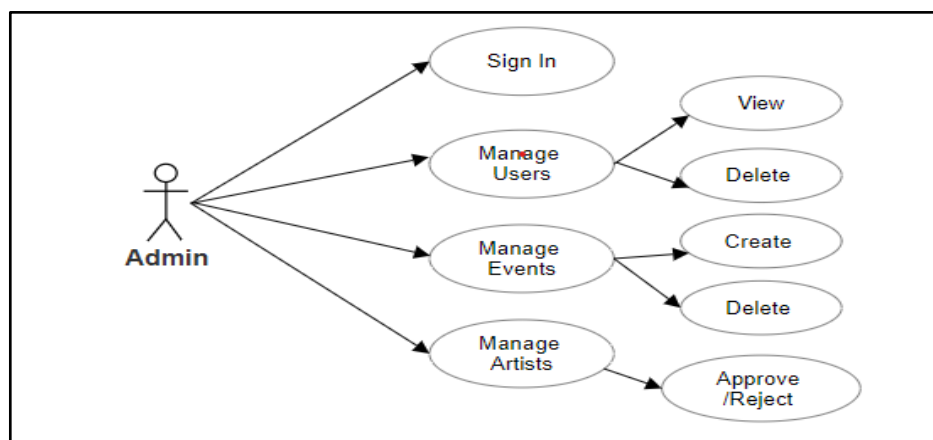 Sign In
View
Manage
Users
Delete
Admin
Manage
Events
Create
Delete
Manage
Artists
Approve
/Reject